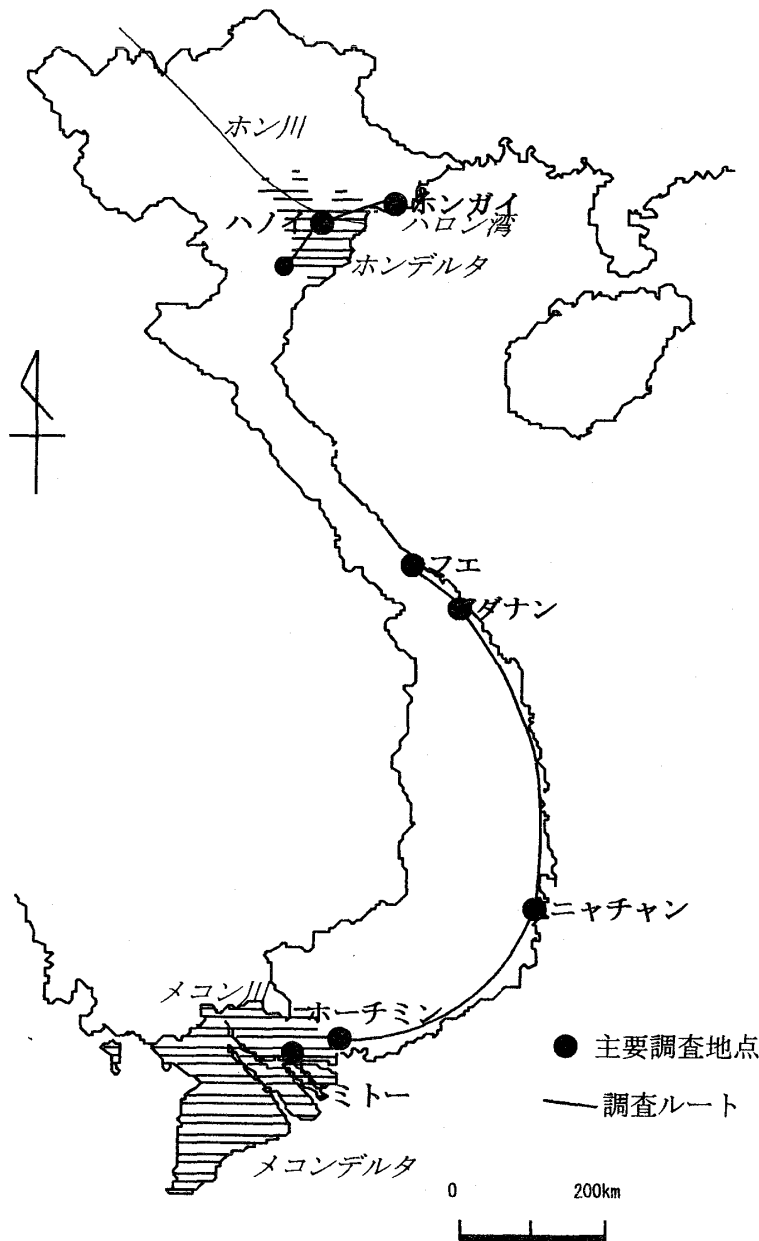 ホン川
ホンガイ
ハノイ
ハロン湾
ホンデルタ
フエ
ダナン
ニャチャン
メコン川
ホーチミン
主要調査地点
ミトー
調査ルート
メコンデルタ
0 200km